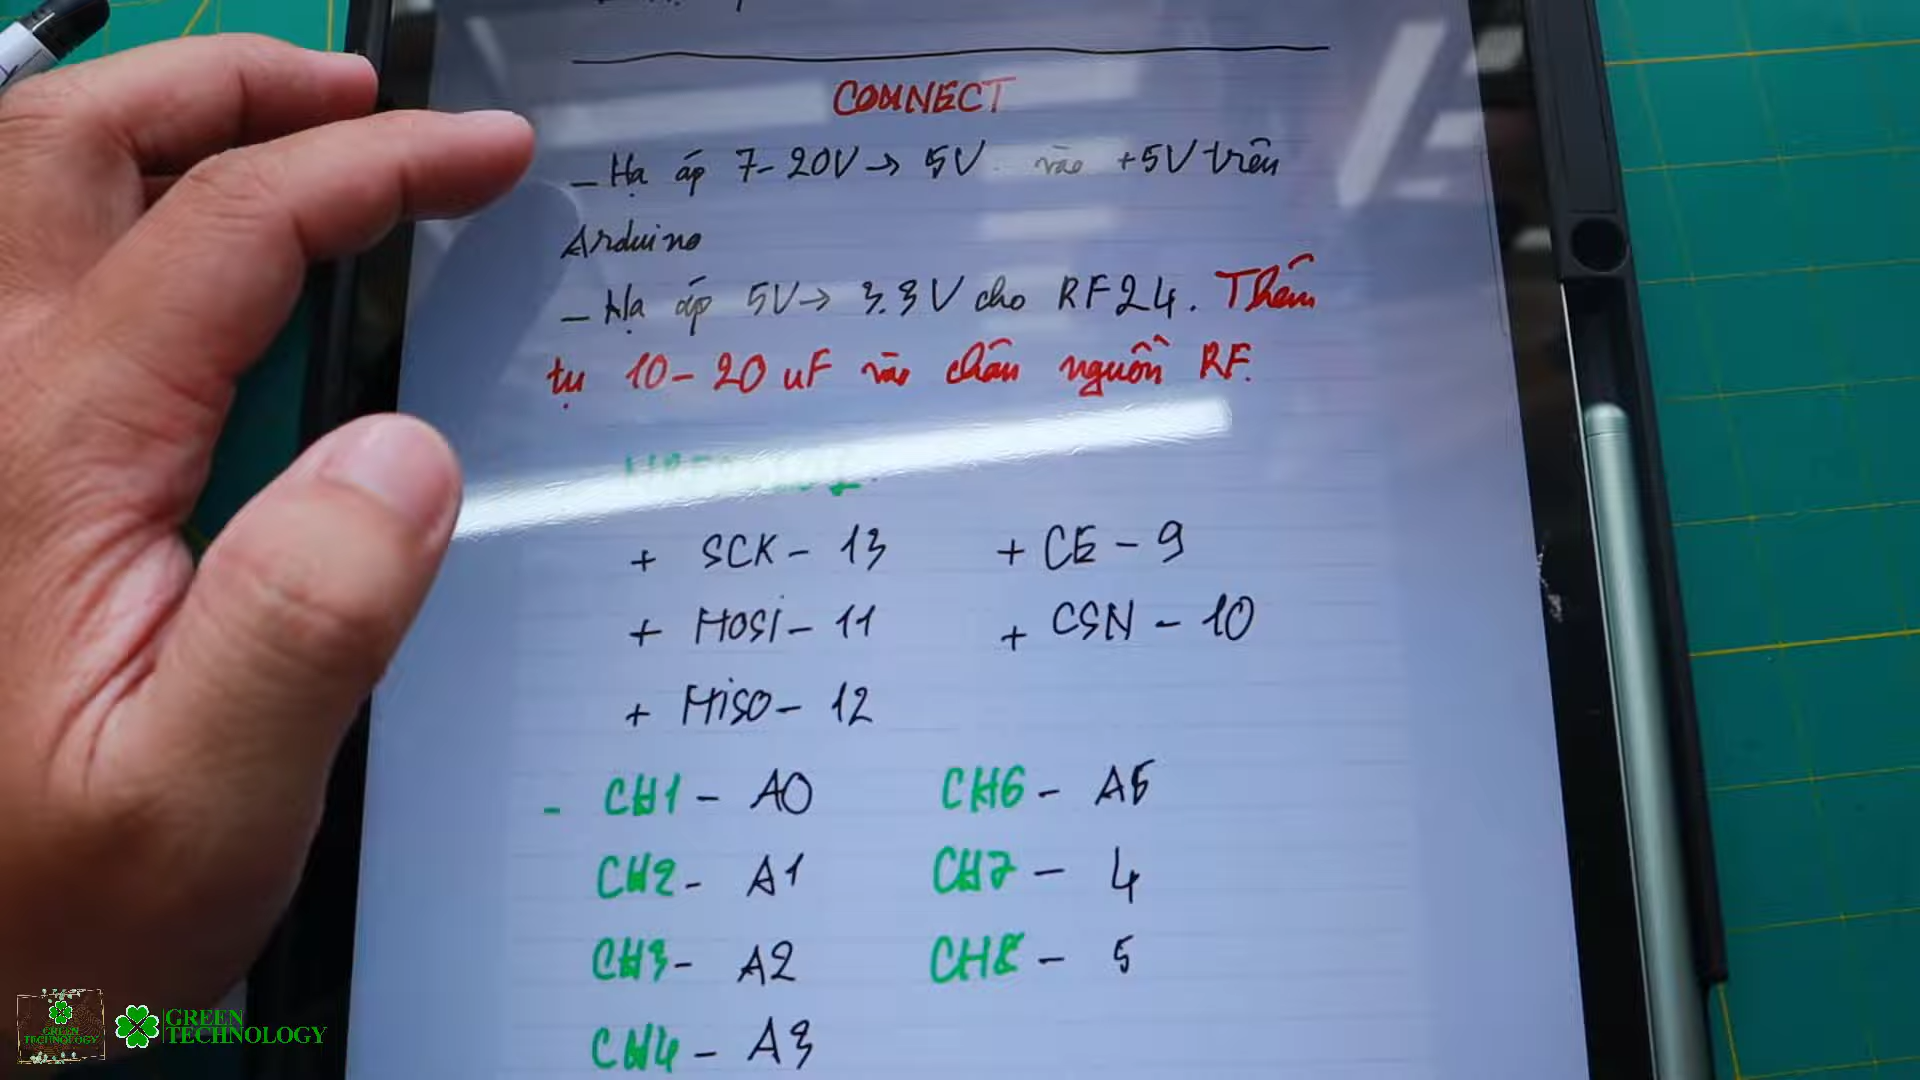 CONNECT
- Hạ áp 7-20V → 5V vào +5V trên
Arduino
- Hạ áp 5V → 3.3V cho RF24. Thêm
tụ 10-20 uF vào chân nguồn RF.
+ SCK - 13 + CE - 9
+ MOSI - 11 + CSN - 10
+ MISO - 12
- CH1 - A0 CH6 - A5
CH2 - A1 CH7 - 4
CH3 - A2 CH8 - 5
CH4 - A3
GREEN TECHNOLOGY
GREEN
TECHNOLOGY